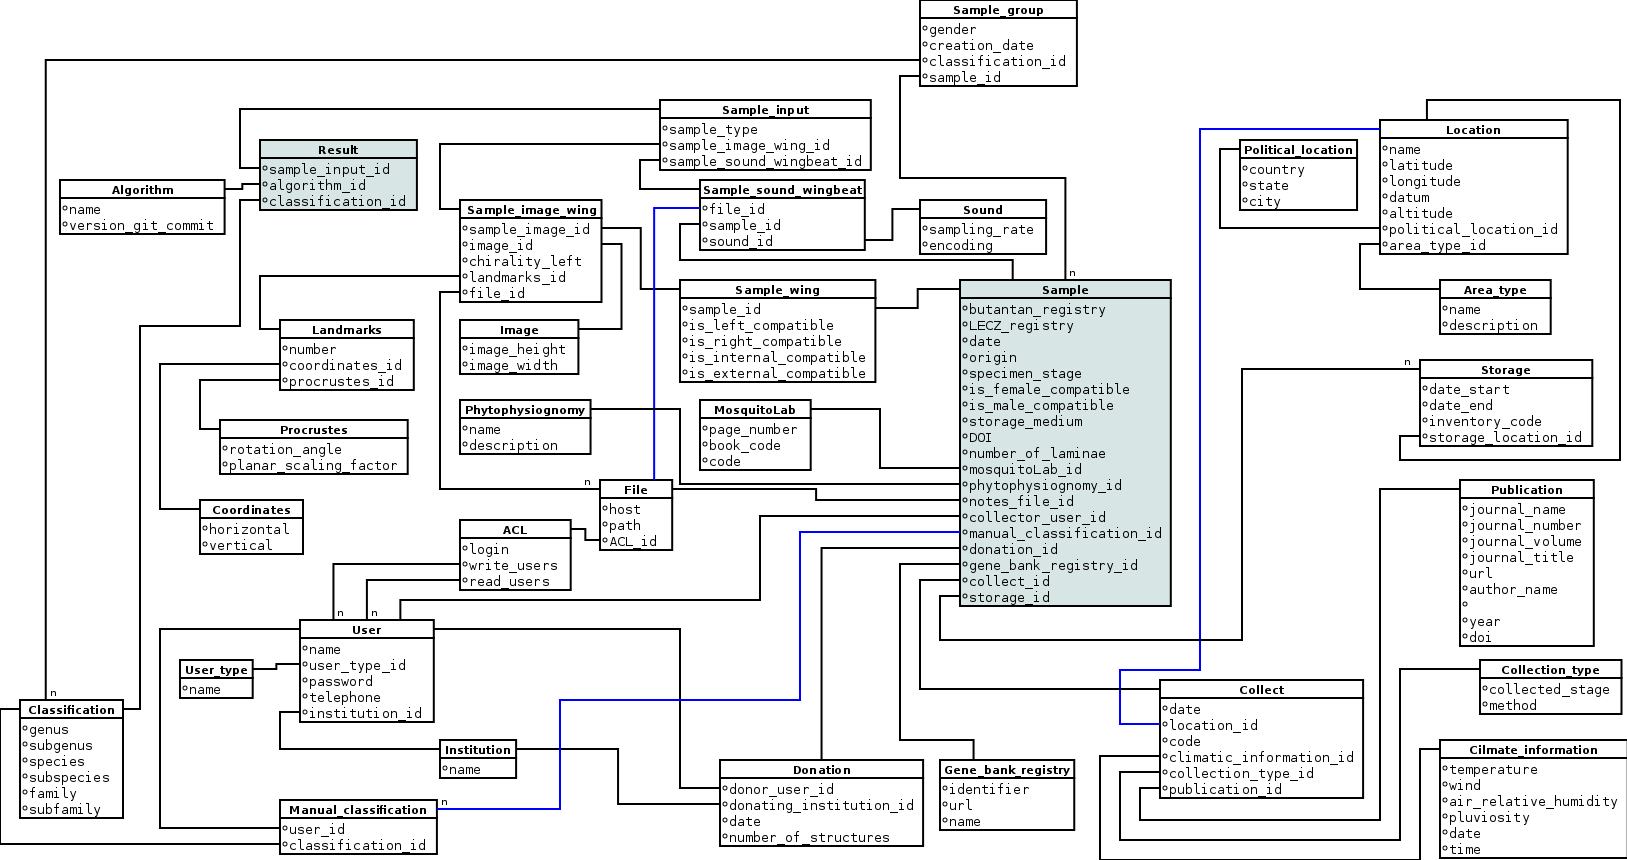 Sample_group
gender
creation_date
classification_id
sample_id
Sample_input
sample_type
sample_image_wing_id
sample_sound_wingbeat_id
Result
sample_input_id
algorithm_id
classification_id
Algorithm
name
version_git_commit
Sample_image_wing
sample_image_id
image_id
chirality_left
landmarks_id
file_id
Sample_sound_wingbeat
file_id
sample_id
sound_id
Sound
sampling_rate
encoding
Political_location
country
state
city
Location
name
latitude
longitude
datum
altitude
political_location_id
area_type_id
Area_type
name
description
n
Sample
butantan_registry
LECZ_registry
date
origin
specimen_stage
is_female_compatible
is_male_compatible
storage_medium
DOI
number_of_laminae
mosquitoLab_id
phytophysiognomy_id
notes_file_id
collector_user_id
manual_classification_id
donation_id
gene_bank_registry_id
collect_id
storage_id
Sample_wing
sample_id
is_left_compatible
is_right_compatible
is_internal_compatible
is_external_compatible
Landmarks
number
coordinates_id
procrustes_id
Image
image_height
image_width
Procrustes
rotation_angle
planar_scaling_factor
Phytophysiognomy
name
description
MosquitoLab
page_number
book_code
code
n
Storage
date_start
date_end
inventory_code
storage_location_id
Coordinates
horizontal
vertical
n
File
host
path
ACL_id
ACL
login
write_users
read_users
Publication
journal_name
journal_number
journal_volume
journal_title
url
author_name
year
doi
n
n
User
name
user_type_id
password
telephone
institution_id
User_type
name
n
Classification
genus
subgenus
species
subspecies
family
subfamily
Institution
name
n
Manual_classification
user_id
classification_id
Donation
donor_user_id
donating_institution_id
date
number_of_structures
Gene_bank_registry
identifier
url
name
Collect
date
location_id
code
climatic_information_id
collection_type_id
publication_id
Collection_type
collected_stage
method
Cilmate_information
temperature
wind
air_relative_humidity
pluviosity
date
time